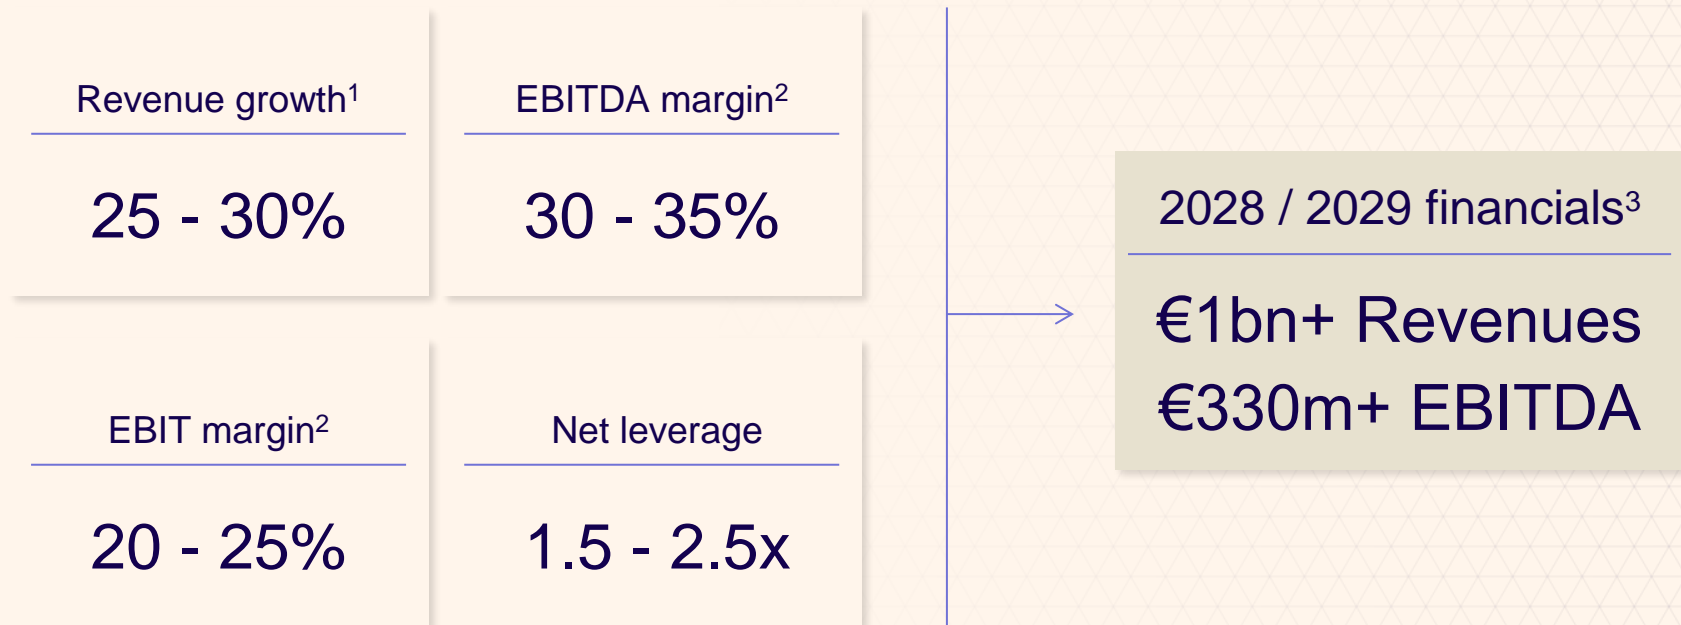 Revenue growth¹
25 - 30%
EBITDA margin²
30 - 35%
EBIT margin²
20 - 25%
Net leverage
1.5 - 2.5x
2028 / 2029 financials³
€1bn+ Revenues
€330m+ EBITDA